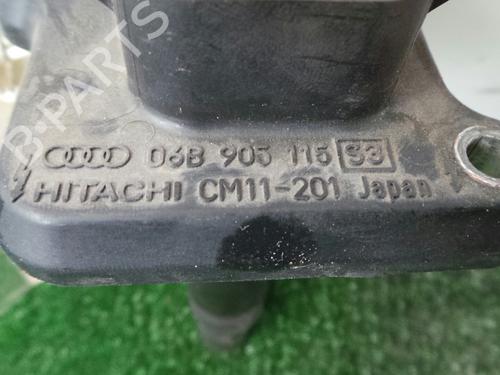 B-PARTS
06B 905 115 S3
HITACHI CM11-201 Japan